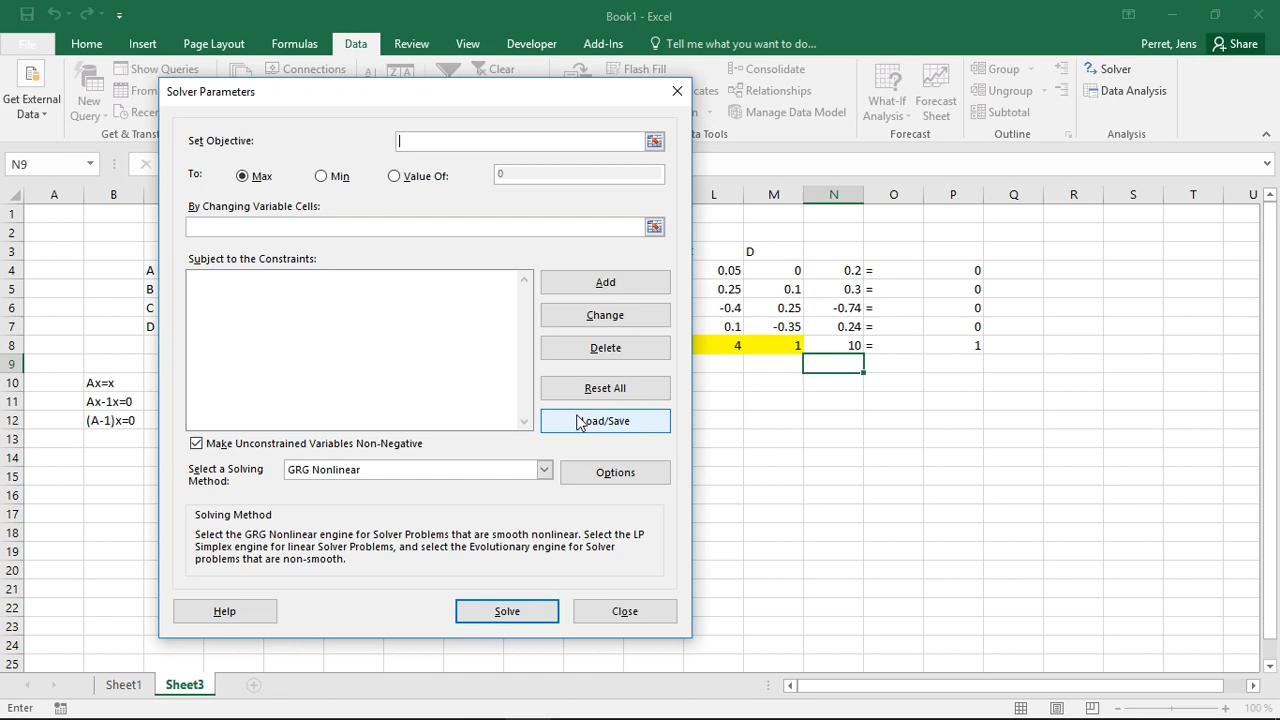 Book1 - Excel
File
Home
Insert
Page Layout
Formulas
Data
Review
View
Developer
Add-Ins
Tell me what you want to do...
Perret, Jens
Share
Get External
Data
New
Query
Show Queries
From
Recen
Get & Transf
Connections
A
Z A
Clear
Flash Fill
licates
Consolidate
Relationships
Manage Data Models
ta Tools
What-If
Analysis
Forecast
Sheet
Forecast
Group
Ungroup
Subtotal
Outline
Solver
Data Analysis
Analysis
N9
Solver Parameters
Set Objective:
To:
Max
Min
Value Of:
0
By Changing Variable Cells:
Subject to the Constraints:
Add
Change
Delete
Reset All
Load/Save
Make Unconstrained Variables Non-Negative
Select a Solving
Method:
GRG Nonlinear
Options
Solving Method
Select the GRG Nonlinear engine for Solver Problems that are smooth nonlinear. Select the LP
Simplex engine for linear Solver Problems, and select the Evolutionary engine for Solver
problems that are non-smooth.
Help
Solve
Close
A B L M N O P Q R S T U
1
2
3 D
4 A 0.05 0 0.2 = 0
5 B 0.25 0.1 0.3 = 0
6 C -0.4 0.25 -0.74 = 0
7 D 0.1 -0.35 0.24 = 0
8 4 1 10 = 1
9
10 Ax=x
11 Ax-1x=0
12 (A-1)x=0
13
14
15
16
17
18
19
20
21
22
23
24
25
Sheet1
Sheet3
Enter
100 %